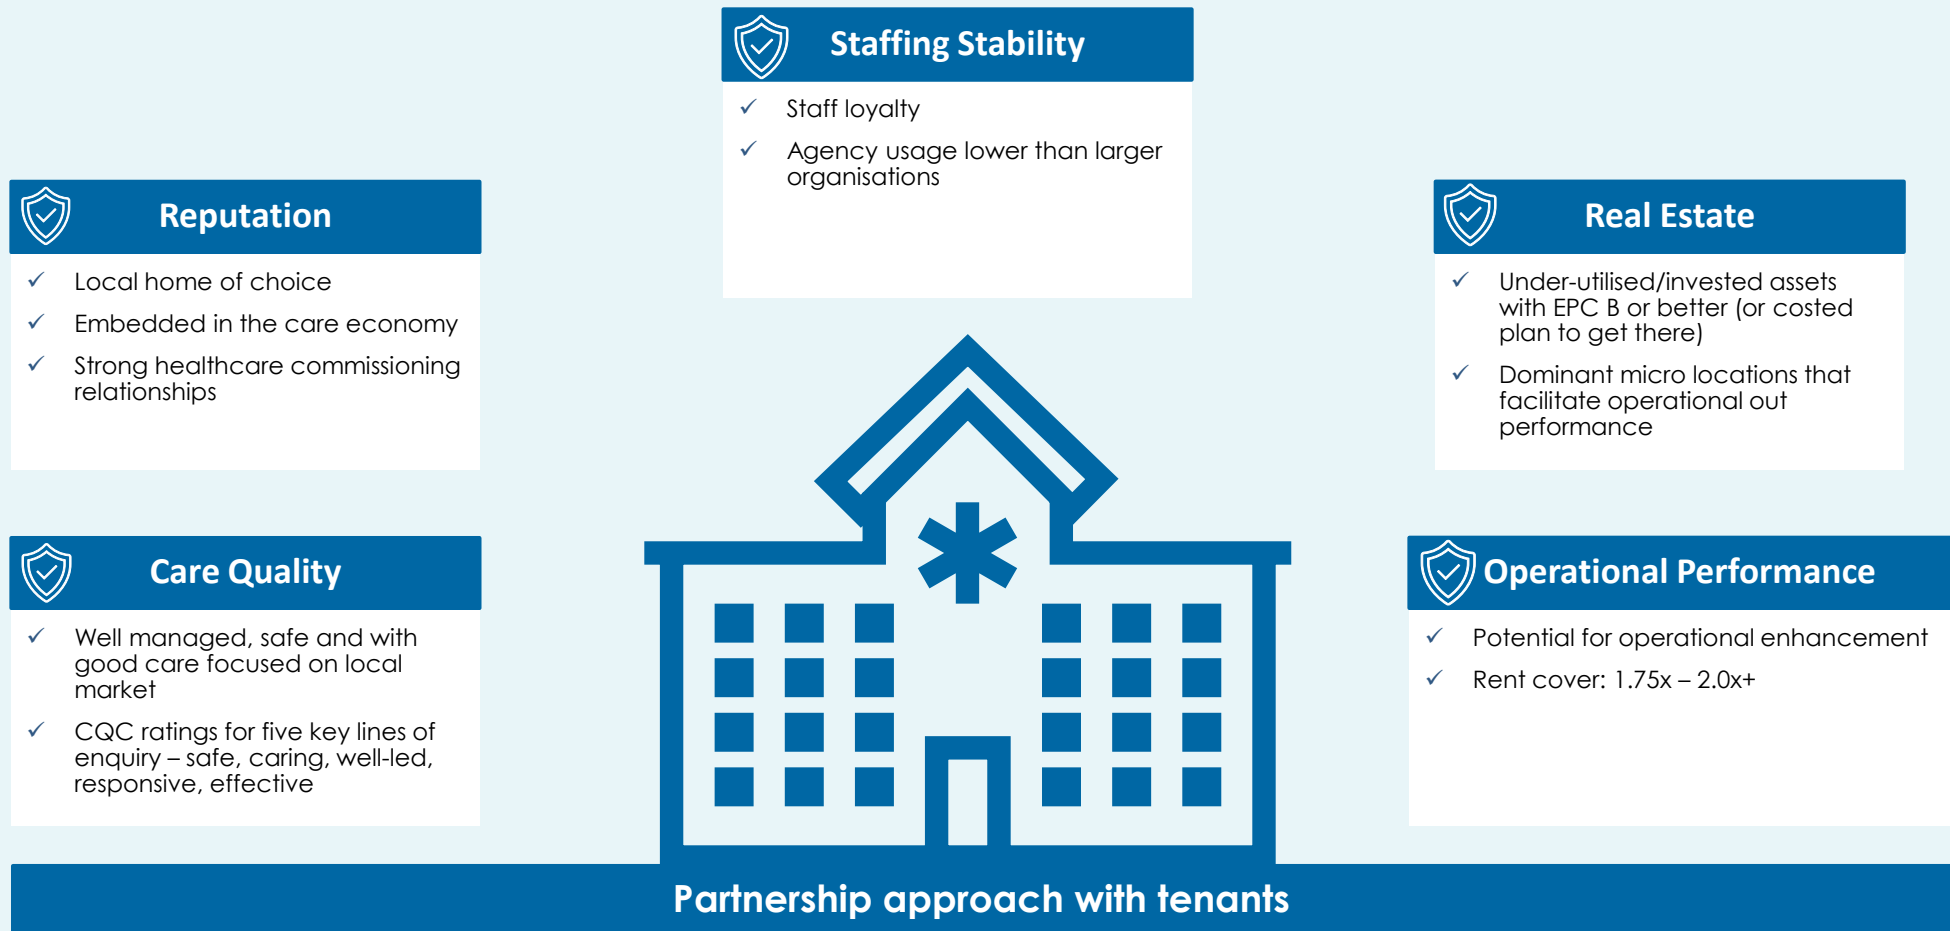 Staffing Stability
Staff loyalty
Agency usage lower than larger
organisations
Reputation
Local home of choice
Embedded in the care economy
Strong healthcare commissioning
relationships
Real Estate
Under-utilised/invested assets
with EPC B or better (or costed
plan to get there)
Dominant micro locations that
facilitate operational out
performance
Care Quality
Well managed, safe and with
good care focused on local
market
CQC ratings for five key lines of
enquiry – safe, caring, well-led,
responsive, effective
Operational Performance
Potential for operational enhancement
Rent cover: 1.75x – 2.0x+
Partnership approach with tenants